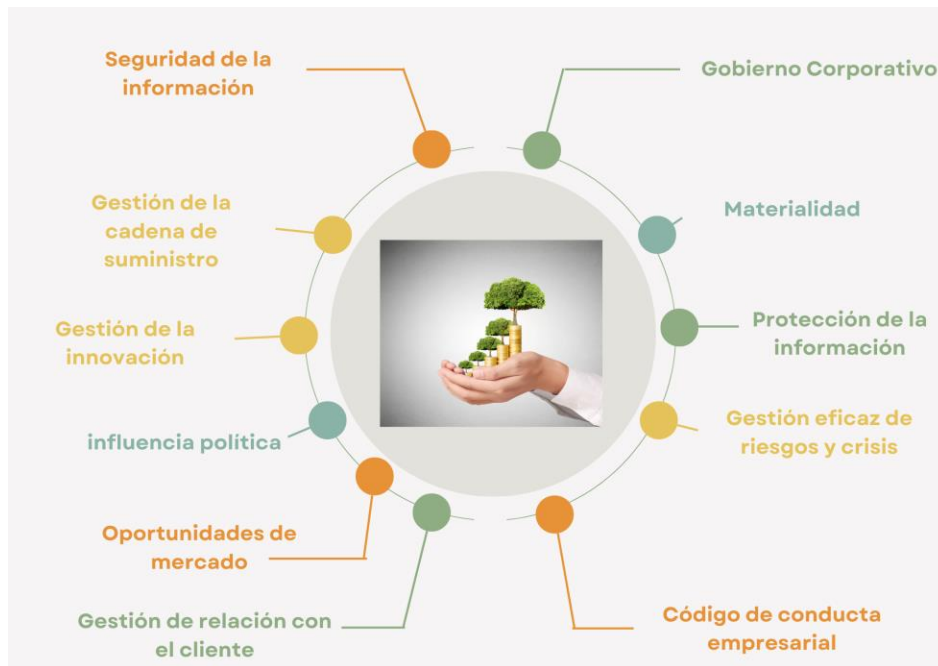 Seguridad de la
información
Gestión de la
cadena de
suministro
Gestión de la
innovación
influencia política
Oportunidades de
mercado
Gestión de relación con
el cliente
Gobierno Corporativo
Materialidad
Protección de la
información
Gestión eficaz de
riesgos y crisis
Código de conducta
empresarial